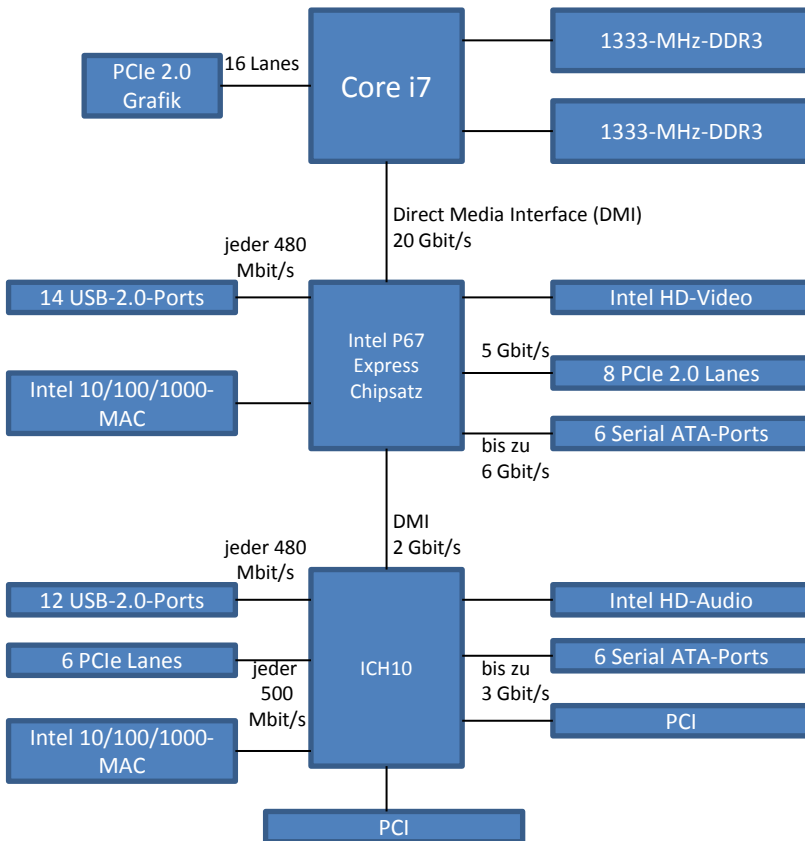 1333-MHz-DDR3
16 Lanes
PCIe 2.0
Grafik
Core i7
1333-MHz-DDR3
Direct Media Interface (DMI)
20 Gbit/s
jeder 480
Mbit/s
14 USB-2.0-Ports
Intel HD-Video
Intel P67
Express
Chipsatz
5 Gbit/s
8 PCIe 2.0 Lanes
Intel 10/100/1000-
MAC
6 Serial ATA-Ports
bis zu
6 Gbit/s
DMI
2 Gbit/s
jeder 480
Mbit/s
12 USB-2.0-Ports
Intel HD-Audio
6 PCIe Lanes
jeder
500
Mbit/s
ICH10
6 Serial ATA-Ports
bis zu
3 Gbit/s
PCI
Intel 10/100/1000-
MAC
PCI